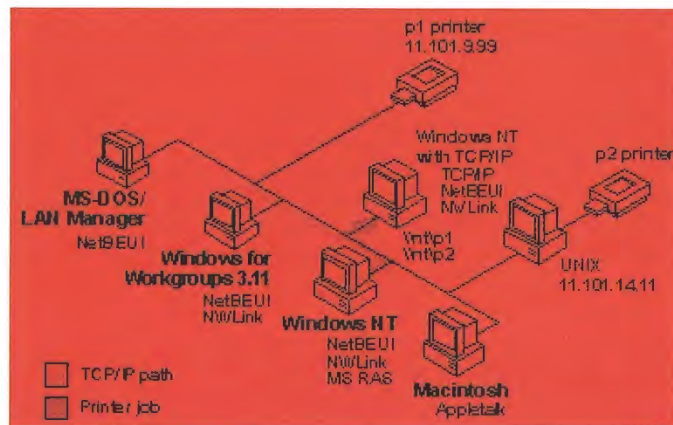 p1 printer
11.101.9.99
Windows NT
with TCP/IP
TCP/IP
NetBEUI
NWLink
p2 printer
MS-DOS/
LAN Manager
NetBEUI
Windows for
Workgroups 3.11
NetBEUI
NWLink
\\nt\p1
\\nt\p2
UNIX
11.101.14.11
Windows NT
NetBEUI
NWLink
MS RAS
Macintosh
Appletalk
TCP/IP path
Printer job